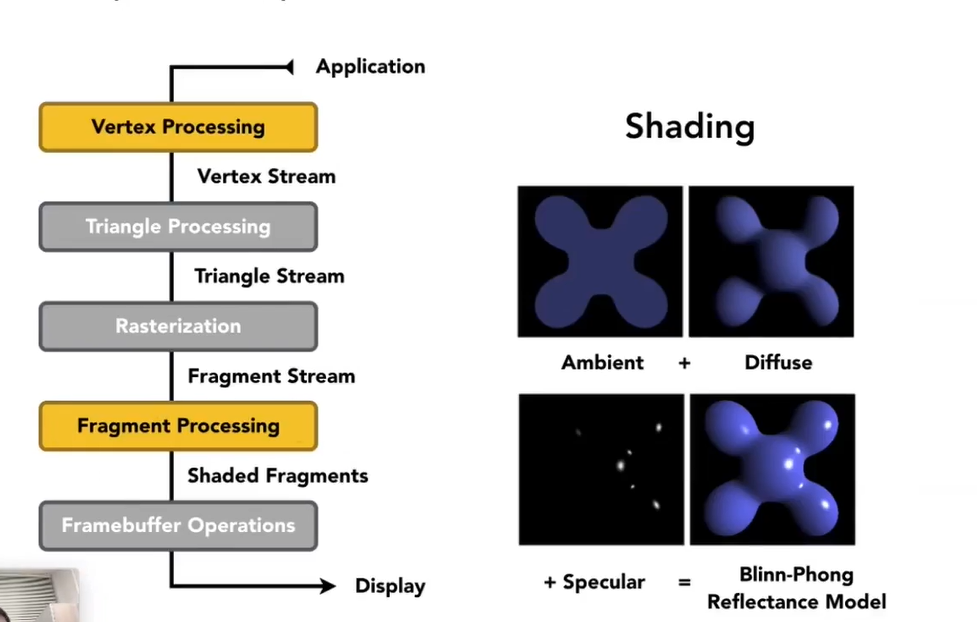 Application
Vertex Processing
Vertex Stream
Triangle Processing
Triangle Stream
Rasterization
Fragment Stream
Fragment Processing
Shaded Fragments
Framebuffer Operations
Display
Shading
Ambient + Diffuse
+ Specular = Blinn-Phong
Reflectance Model